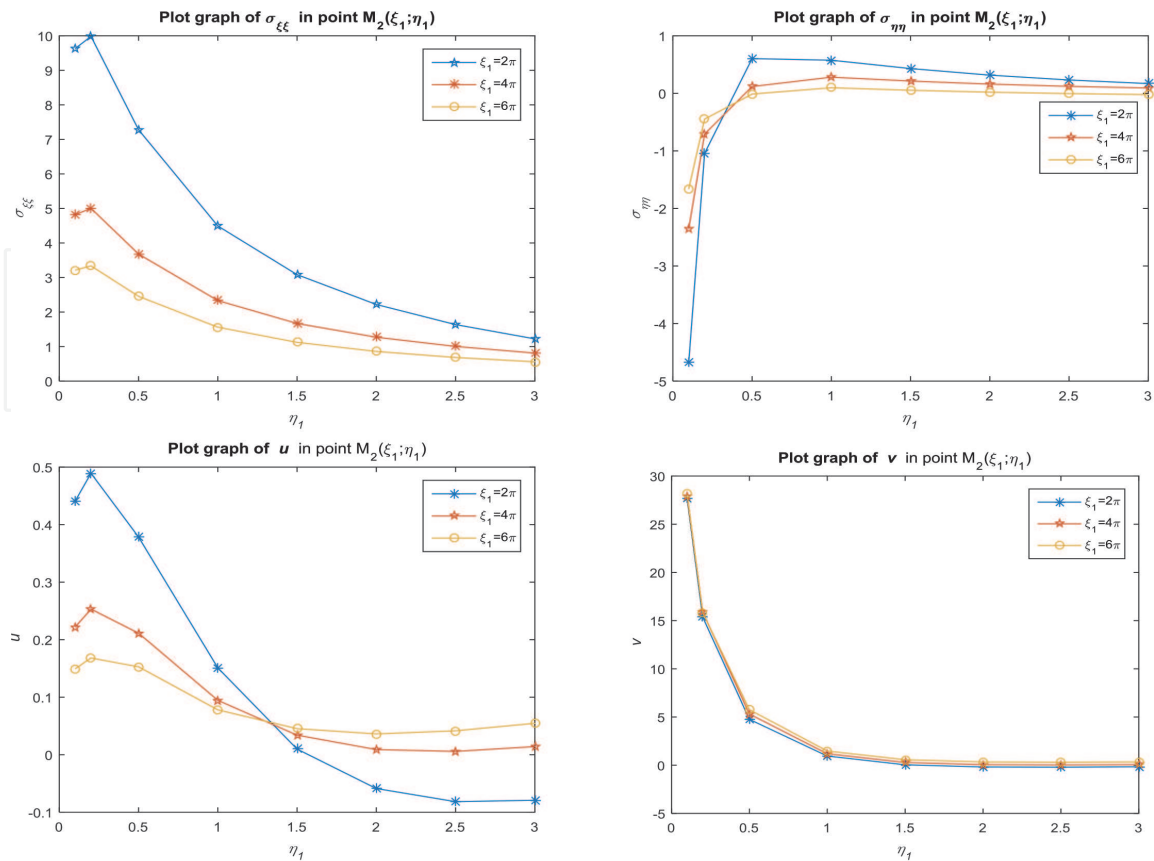 Plot graph of σξξ in point M2(ξ1;η1)
10
9
8
7
6
5
4
3
2
1
0
σξξ
ξ1=2π
ξ1=4π
ξ1=6π
0 0.5 1 1.5 2 2.5 3
η1
Plot graph of σηη in point M2(ξ1;η1)
1
0
-1
-2
-3
-4
-5
σηη
ξ1=2π
ξ1=4π
ξ1=6π
0 0.5 1 1.5 2 2.5 3
η1
Plot graph of u in point M2(ξ1;η1)
0.5
0.4
0.3
0.2
0.1
0
-0.1
u
ξ1=2π
ξ1=4π
ξ1=6π
0 0.5 1 1.5 2 2.5 3
η1
Plot graph of v in point M2(ξ1;η1)
30
25
20
15
10
5
0
-5
v
ξ1=2π
ξ1=4π
ξ1=6π
0 0.5 1 1.5 2 2.5 3
η1